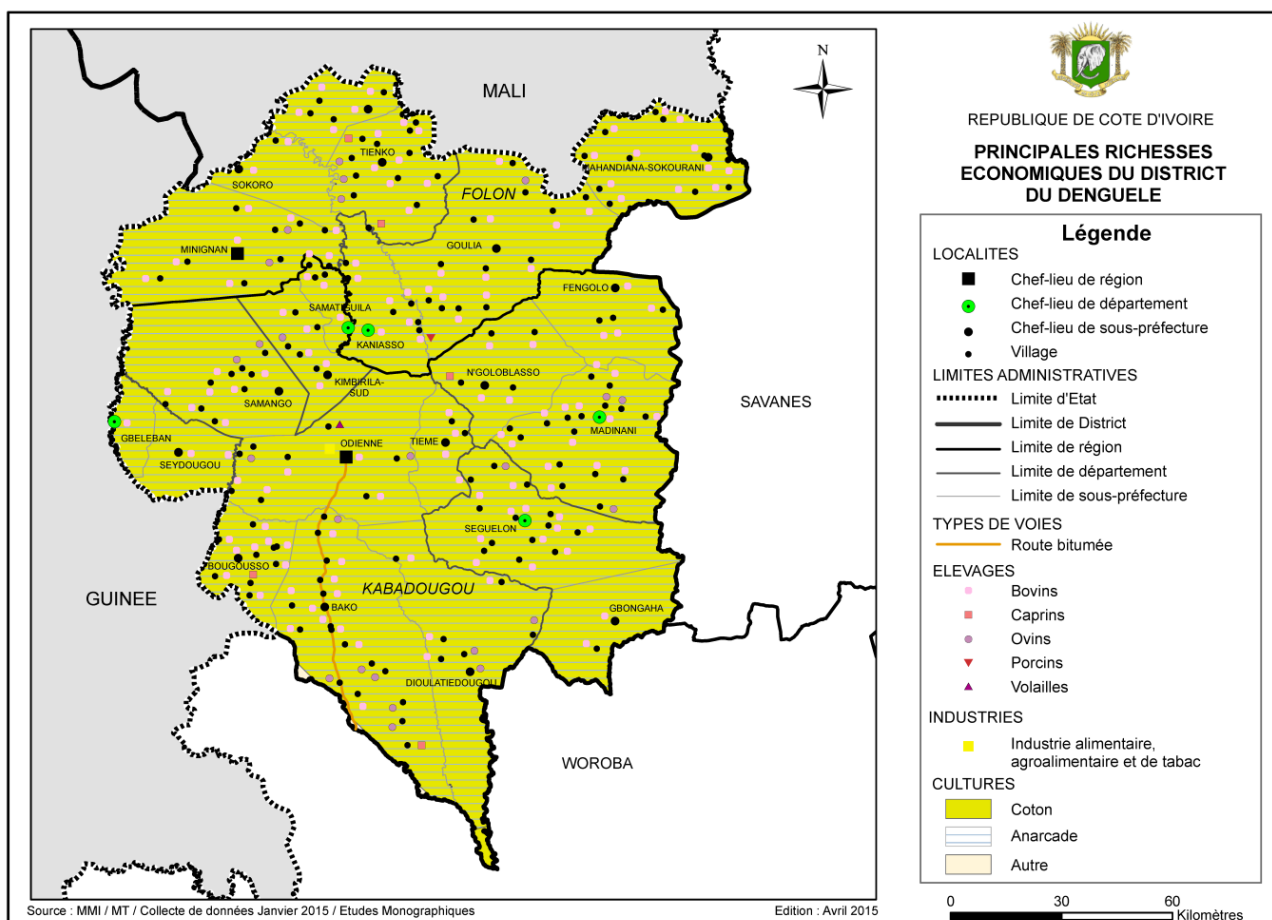 MALI
N
TIENKO
MAHANDIANA-SOKOURANI
SOKORO
FOLON
MINIGNAN
GOULIA
FENGOLO
SAMATIGUILA
KANIASSO
N'GOLOBLASSO
KIMBIRILA-
SUD
SAMANGO
SAVANES
GBELEBAN
MADINANI
ODIENNE
TIEME
SEYDOUGOU
SEGUELON
BOUGOUSSO
KABADOUGOU
GUINEE
BAKO
GBONGAHA
DIOULATIEDOUGOU
WOROBA
Source : MMI / MT / Collecte de données Janvier 2015 / Etudes Monographiques
Edition : Avril 2015
REPUBLIQUE DE COTE D'IVOIRE
PRINCIPALES RICHESSES
ECONOMIQUES DU DISTRICT
DU DENGUELE
Légende
LOCALITES
Chef-lieu de région
Chef-lieu de département
Chef-lieu de sous-préfecture
Village
LIMITES ADMINISTRATIVES
Limite d'Etat
Limite de District
Limite de région
Limite de département
Limite de sous-préfecture
TYPES DE VOIES
Route bitumée
ELEVAGES
Bovins
Caprins
Ovins
Porcins
Volailles
INDUSTRIES
Industrie alimentaire,
agroalimentaire et de tabac
CULTURES
Coton
Anarcade
Autre
0 30 60
Kilomètres